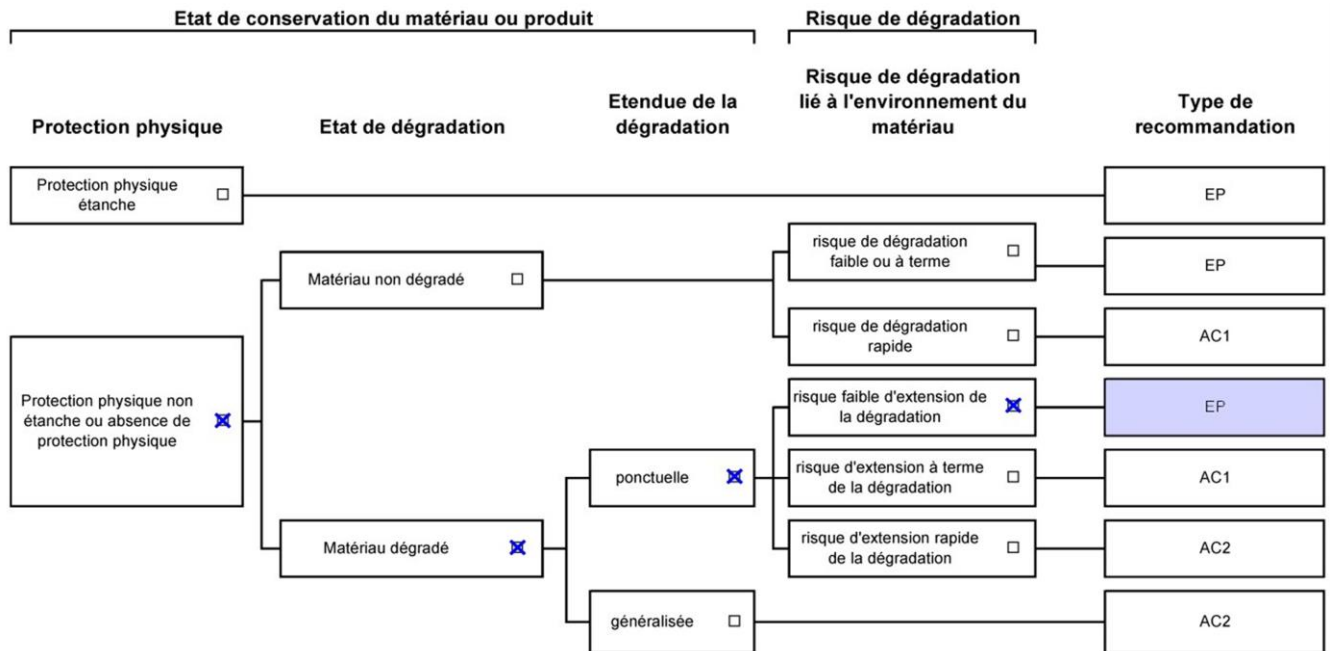 Etat de conservation du matériau ou produit
Risque de dégradation
Protection physique
Etat de dégradation
Etendue de la
dégradation
Risque de dégradation
lié à l'environnement du
matériau
Type de
recommandation
Protection physique
étanche
EP
Matériau non dégradé
risque de dégradation
faible ou à terme
EP
risque de dégradation
rapide
AC1
Protection physique non
étanche ou absence de
protection physique
risque faible d'extension de
la dégradation
EP
ponctuelle
risque d'extension à terme
de la dégradation
AC1
Matériau dégradé
risque d'extension rapide
de la dégradation
AC2
généralisée
AC2